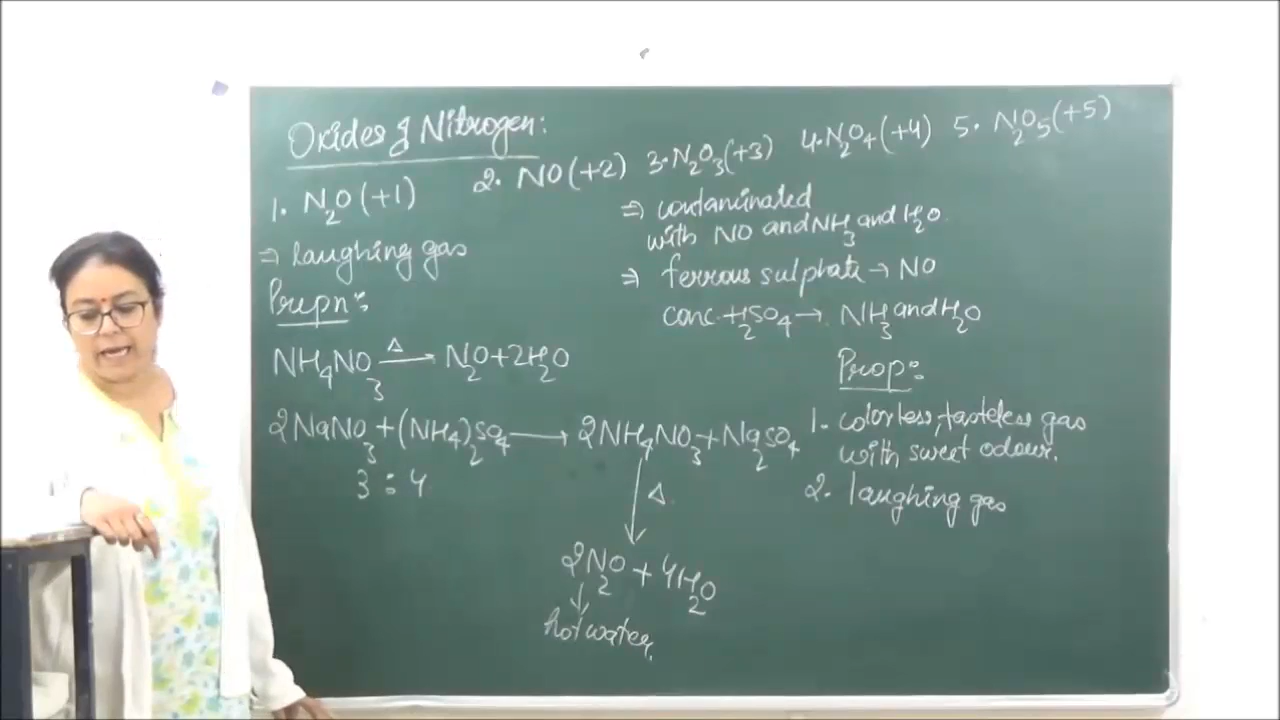 Oxides of Nitrogen:
1. N2O (+1) 2. NO (+2) 3. N2O3 (+3) 4. N2O4 (+4) 5. N2O5 (+5)
⇒ laughing gas
Prepn:
NH4NO3 —Δ→ N2O + 2H2O
2NaNO3 + (NH4)2SO4 → 2NH4NO3 + Na2SO4
3 : 4
Δ
2N2O + 4H2O
↓
hot water.
⇒ contaminated
with NO and NH3 and H2O
⇒ ferrous sulphate → NO
conc. H2SO4 → NH3 and H2O
Prop:
1. colorless, tasteless gas
with sweet odour.
2. laughing gas